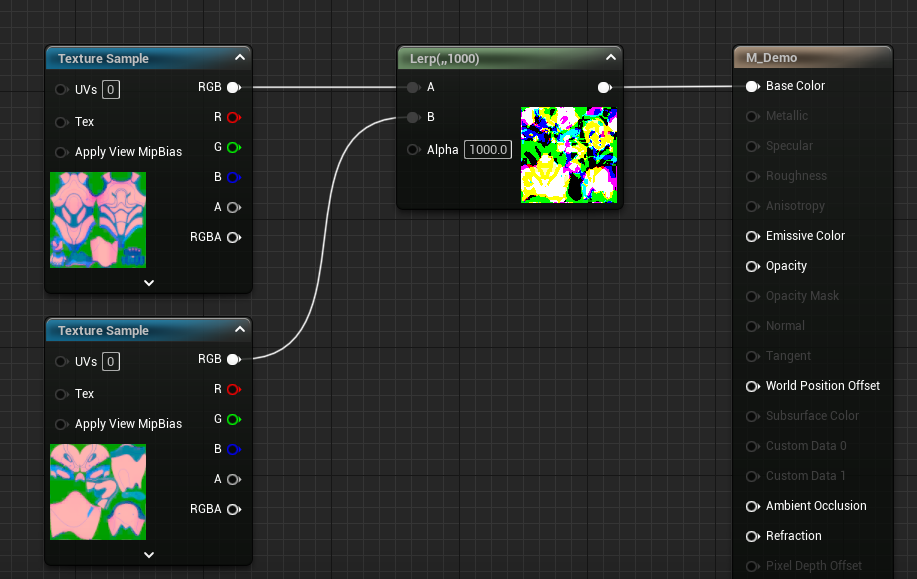 Texture Sample
UVs 0
Tex
Apply View MipBias
RGB
R
G
B
A
RGBA
Texture Sample
UVs 0
Tex
Apply View MipBias
RGB
R
G
B
A
RGBA
Lerp(,,1000)
A
B
Alpha 1000.0
M_Demo
Base Color
Metallic
Specular
Roughness
Anisotropy
Emissive Color
Opacity
Opacity Mask
Normal
Tangent
World Position Offset
Subsurface Color
Custom Data 0
Custom Data 1
Ambient Occlusion
Refraction
Pixel Depth Offset